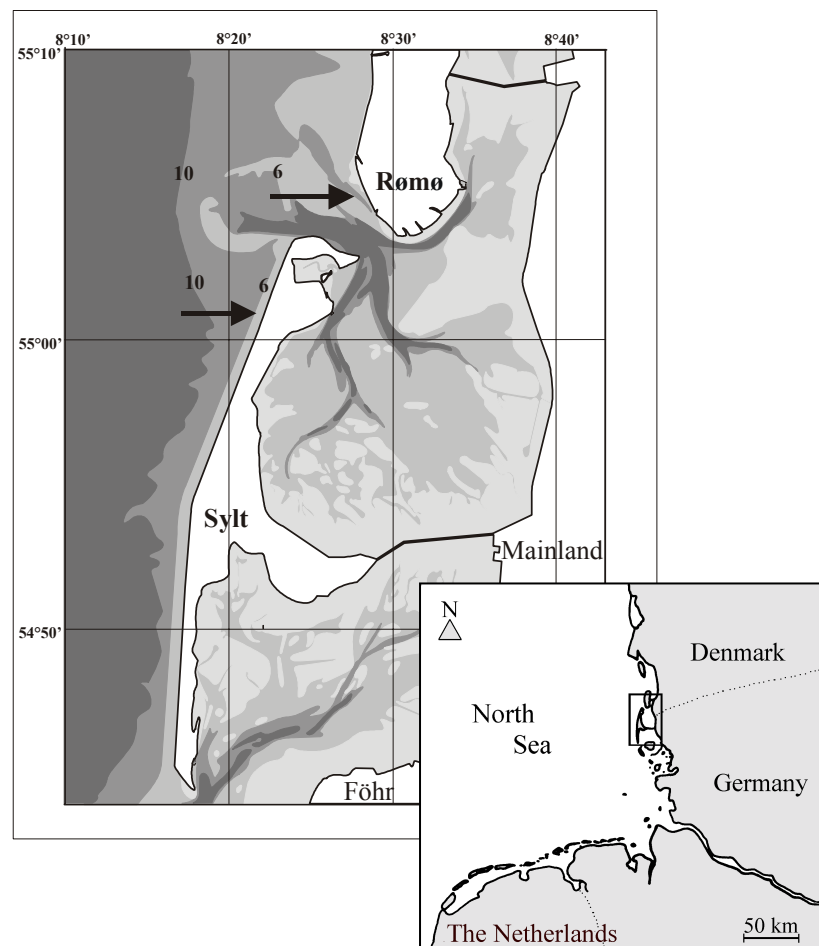 8°10’ 8°20’ 8°30’ 8°40’
55°10’
10 6
Rømø
10 6
55°00’
Sylt
Mainland
54°50’
Föhr
N
Denmark
North
Sea
Germany
The Netherlands
50 km